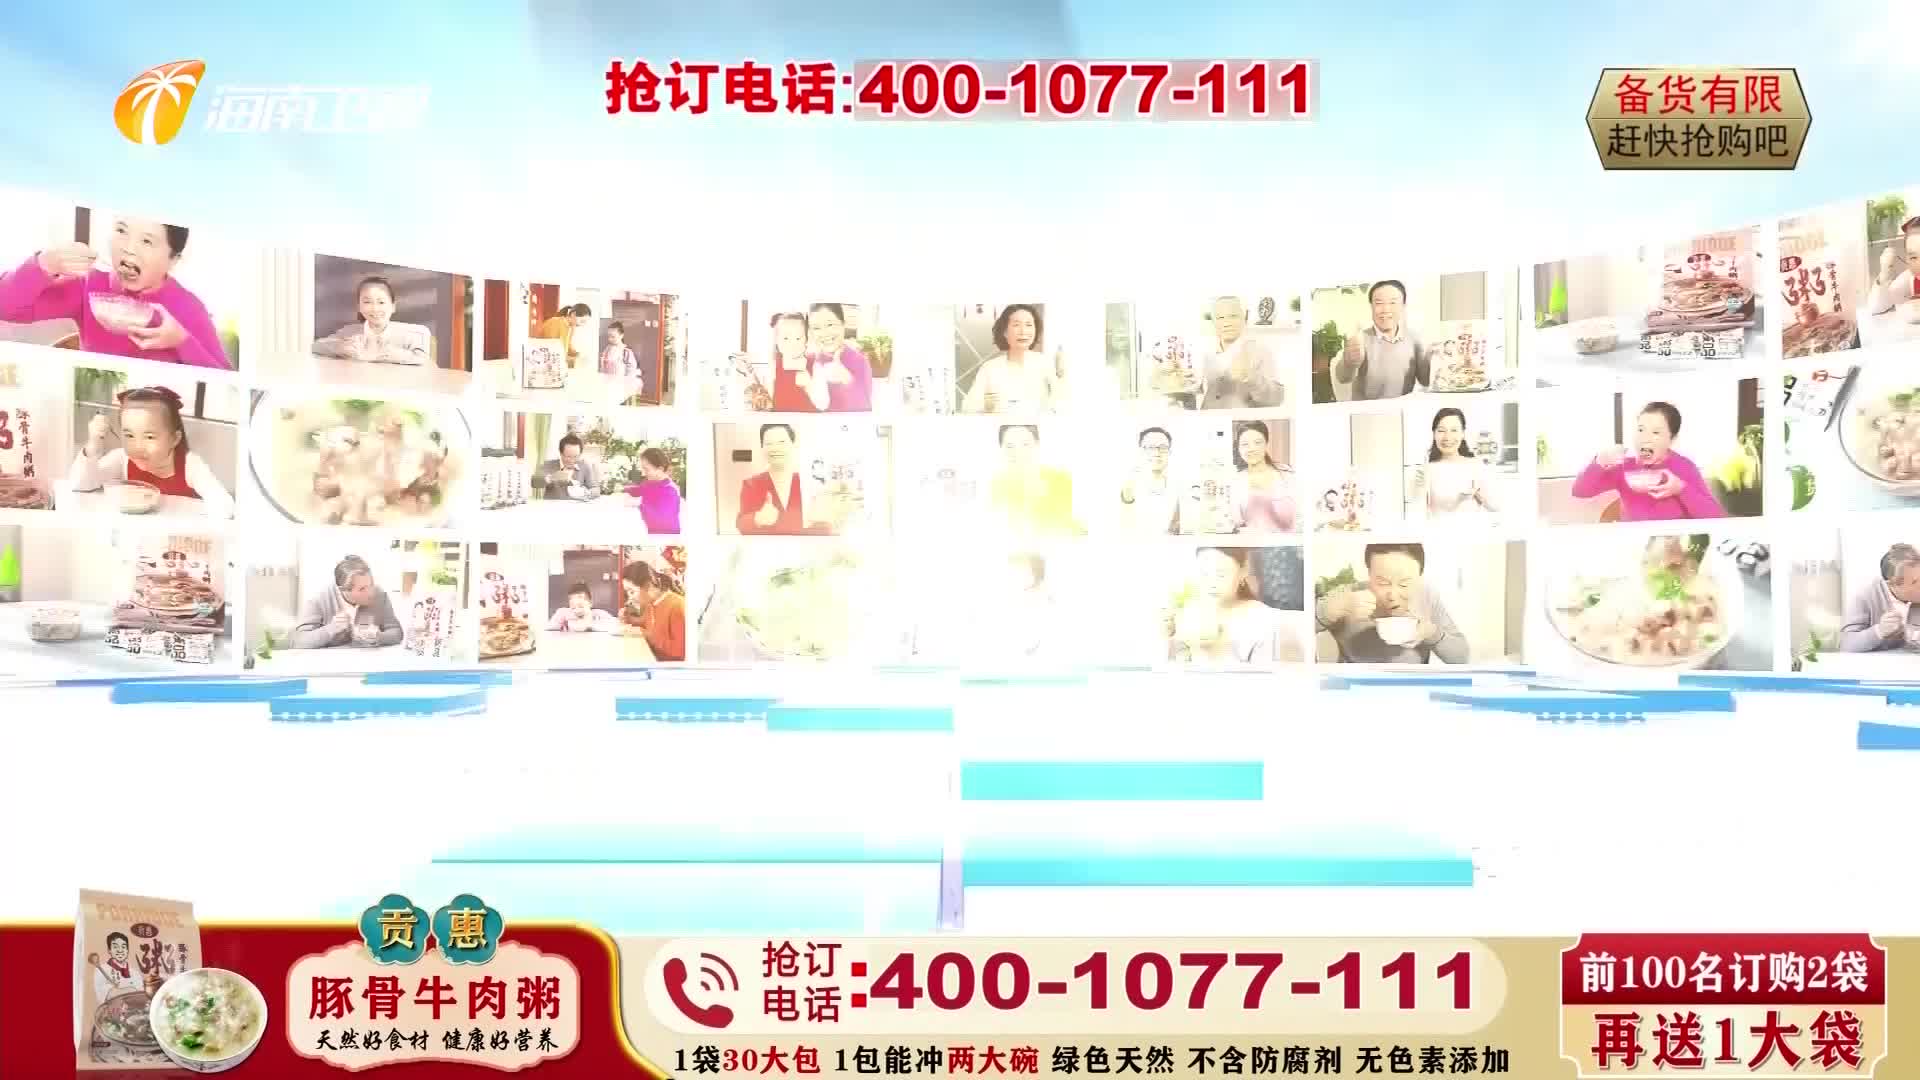 海南卫视
抢订电话:400-1077-111
备货有限
赶快抢购吧
贡惠
豚骨牛肉粥
天然好食材 健康好营养
抢订电话:400-1077-111
1袋30大包 1包能冲两大碗 绿色天然 不含防腐剂 无色素添加
前100名订购2袋
再送1大袋